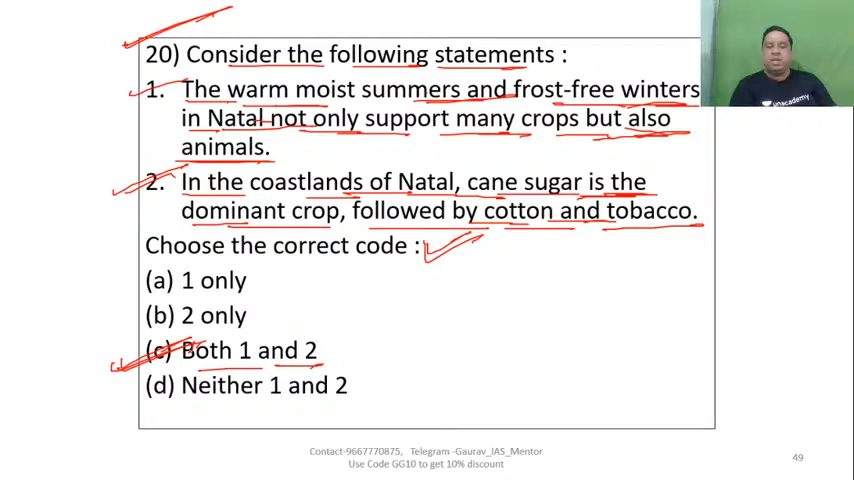 20) Consider the following statements :
1. The warm moist summers and frost-free winters
in Natal not only support many crops but also
animals.
2. In the coastlands of Natal, cane sugar is the
dominant crop, followed by cotton and tobacco.
Choose the correct code :
(a) 1 only
(b) 2 only
(c) Both 1 and 2
(d) Neither 1 and 2
unacademy
Contact-9667770875, Telegram -Gaurav_IAS_Mentor
Use Code GG10 to get 10% discount
49